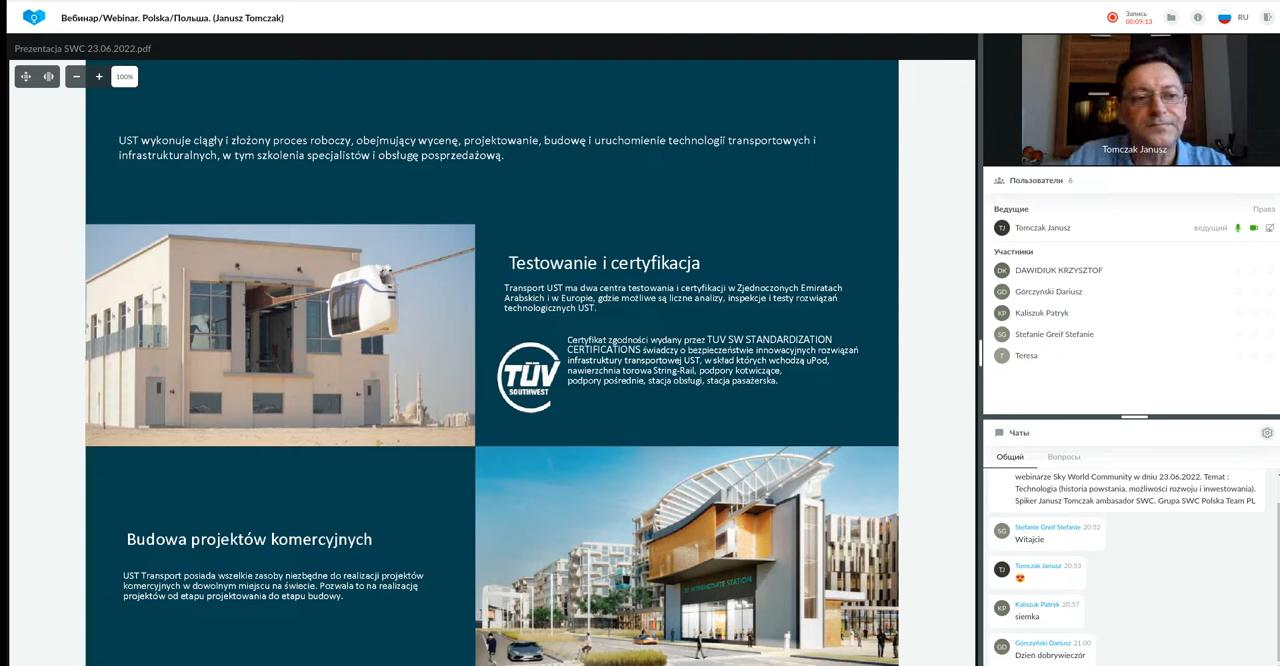 Вебинар/Webinar. Polska/Польша. (Janusz Tomczak)
Запись
00:09:13
RU
Prezentacja SWC 23.06.2022.pdf
100%
UST wykonuje ciągły i złożony proces roboczy, obejmujący wycenę, projektowanie, budowę i uruchomienie technologii transportowych i
infrastrukturalnych, w tym szkolenia specjalistów i obsługę posprzedażową.
Testowanie i certyfikacja
Transport UST ma dwa centra testowania i certyfikacji w Zjednoczonych Emiratach
Arabskich i w Europie, gdzie możliwe są liczne analizy, inspekcje i testy rozwiązań
technologicznych UST.
TÜV
SOUTHWEST
Certyfikat zgodności wydany przez TUV SW STANDARDIZATION
CERTIFICATIONS świadczy o bezpieczeństwie innowacyjnych rozwiązań
infrastruktury transportowej UST, w skład których wchodzą uPod,
nawierzchnia torowa String-Rail, podpory kotwiczące,
podpory pośrednie, stacja obsługi, stacja pasażerska.
Budowa projektów komercyjnych
UST Transport posiada wszelkie zasoby niezbędne do realizacji projektów
komercyjnych w dowolnym miejscu na świecie. Pozwala to na realizację
projektów od etapu projektowania do etapu budowy.
INTERMEDIATE STATION
Tomczak Janusz
Пользователи 6
Ведущие Права
TJ Tomczak Janusz ведущий
Участники
DK DAWIDIUK KRZYSZTOF
GD Górczyński Dariusz
KP Kaliszuk Patryk
SG Stefanie Greif Stefanie
T Teresa
Чаты
Общий Вопросы
webinarze Sky World Community w dniu 23.06.2022. Temat :
Technologia (historia powstania, możliwości rozwoju i inwestowania).
Spiker Janusz Tomczak ambasador SWC. Grupa SWC Polska Team PL
SG Stefanie Greif Stefanie 20:52
Witajcie
TJ Tomczak Janusz 20:53
😍
KP Kaliszuk Patryk 20:57
siemka
GD Górczyński Dariusz 21:00
Dzień dobrywieczór